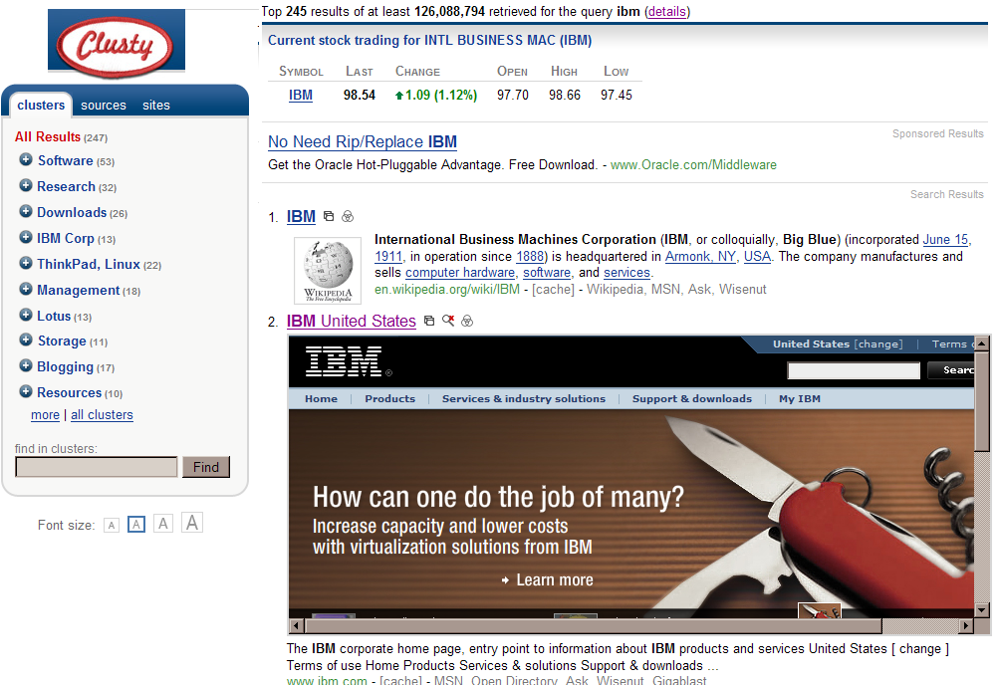 Clusty
clusters sources sites
All Results (247)
Software (53)
Research (32)
Downloads (26)
IBM Corp (13)
ThinkPad, Linux (22)
Management (18)
Lotus (13)
Storage (11)
Blogging (17)
Resources (10)
more | all clusters
find in clusters:
Find
Font size: A A A A
Top 245 results of at least 126,088,794 retrieved for the query ibm (details)
Current stock trading for INTL BUSINESS MAC (IBM)
SYMBOL LAST CHANGE OPEN HIGH LOW
IBM 98.54 1.09 (1.12%) 97.70 98.66 97.45
Sponsored Results
No Need Rip/Replace IBM
Get the Oracle Hot-Pluggable Advantage. Free Download. - www.Oracle.com/Middleware
Search Results
1. IBM
WIKIPEDIA
The Free Encyclopedia
International Business Machines Corporation (IBM, or colloquially, Big Blue) (incorporated June 15,
1911, in operation since 1888) is headquartered in Armonk, NY, USA. The company manufactures and
sells computer hardware, software, and services.
en.wikipedia.org/wiki/IBM - [cache] - Wikipedia, MSN, Ask, Wisenut
2. IBM United States
United States [change] | Terms
IBM®
Searc
Home | Products | Services & industry solutions | Support & downloads | My IBM
How can one do the job of many?
Increase capacity and lower costs
with virtualization solutions from IBM
Learn more
The IBM corporate home page, entry point to information about IBM products and services United States [ change ]
Terms of use Home Products Services & solutions Support & downloads ...
www.ibm.com - [cache] - MSN, Open Directory, Ask, Wisenut, Gigablast